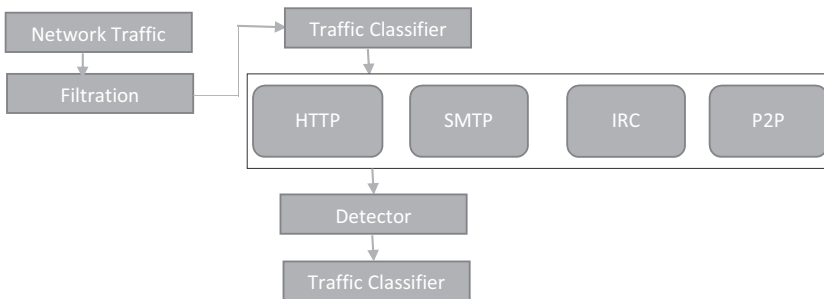 Network Traffic
Filtration
Traffic Classifier
HTTP
SMTP
IRC
P2P
Detector
Traffic Classifier